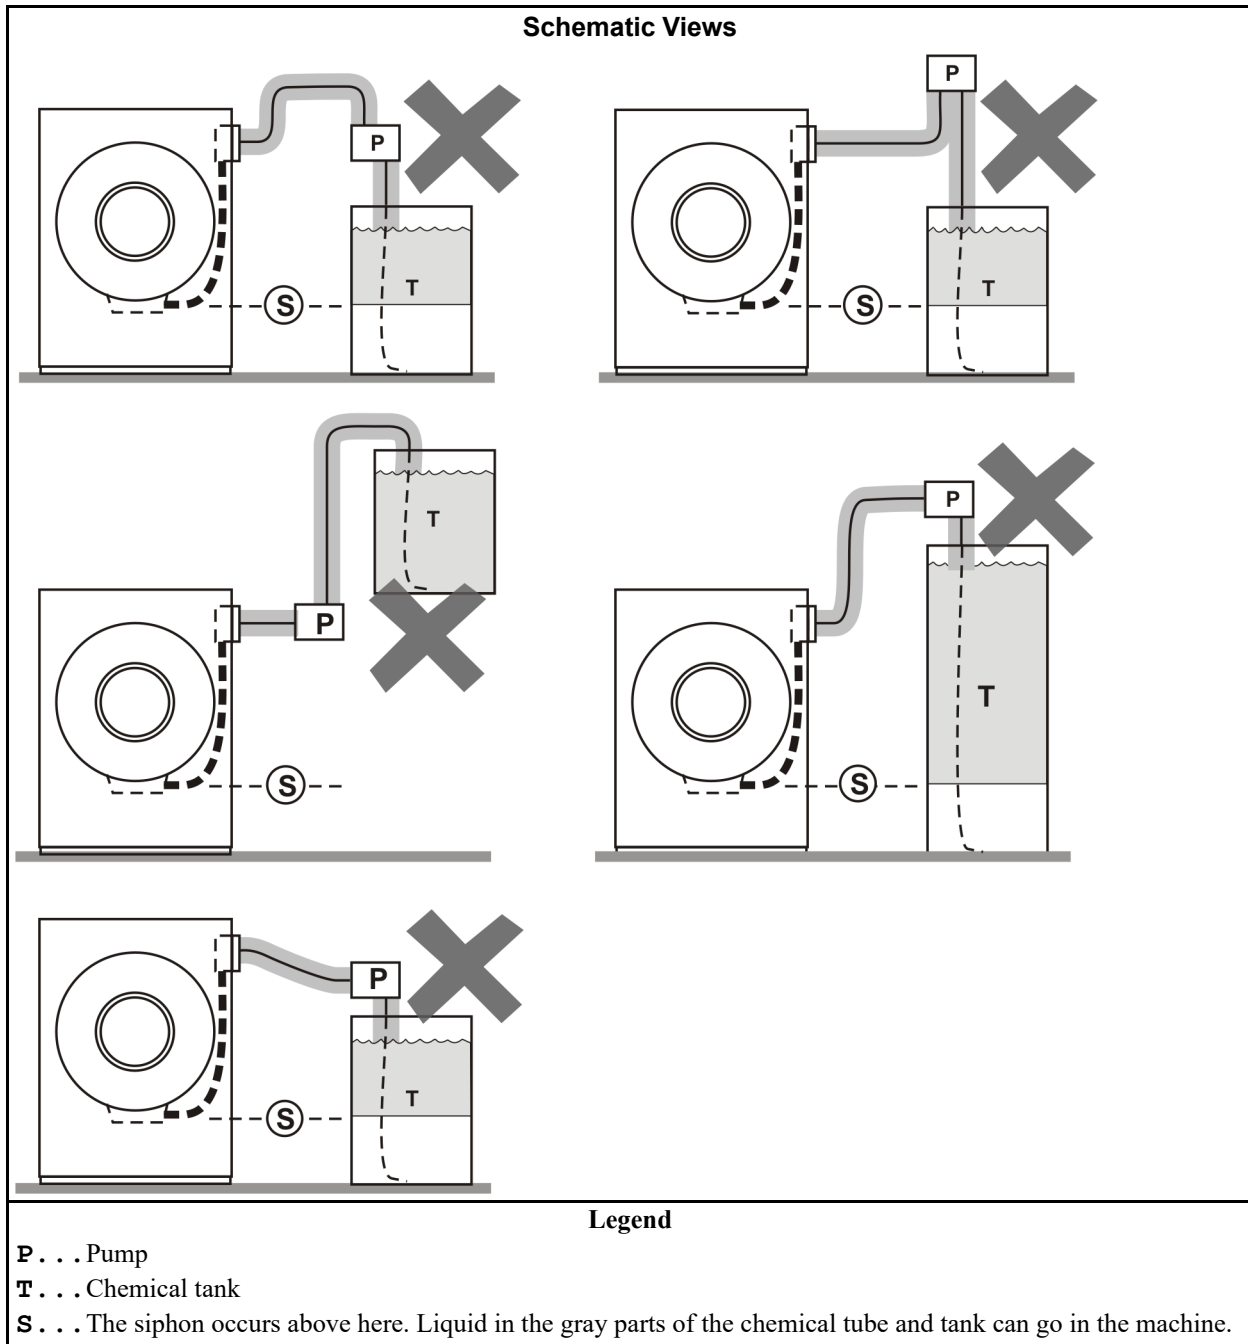 Schematic Views
P
T
S
P
T
S
T
P
S
P
T
S
P
T
S
Legend
P...Pump
T...Chemical tank
S...The siphon occurs above here. Liquid in the gray parts of the chemical tube and tank can go in the machine.